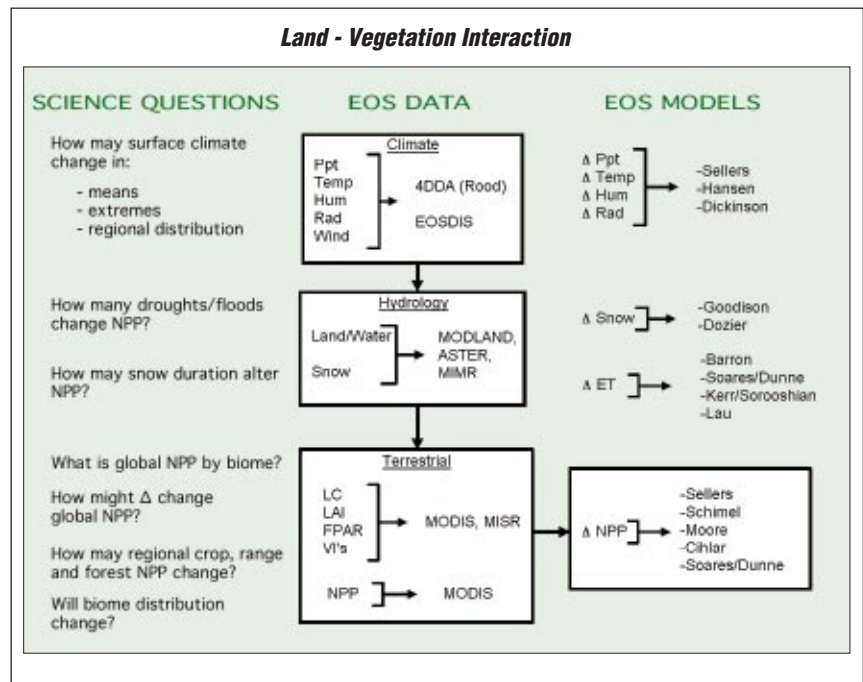 Land - Vegetation Interaction
SCIENCE QUESTIONS
How may surface climate
change in:
- means
- extremes
- regional distribution
How many droughts/floods
change NPP?
How may snow duration alter
NPP?
What is global NPP by biome?
How might Δ change
global NPP?
How may regional crop, range
and forest NPP change?
Will biome distribution
change?
EOS DATA
Climate
Ppt
Temp
Hum
Rad
Wind
4DDA (Rood)
EOSDIS
Hydrology
Land/Water
Snow
MODLAND,
ASTER,
MIMR
Terrestrial
LC
LAI
FPAR
VI's
MODIS, MISR
NPP
MODIS
EOS MODELS
Δ Ppt
Δ Temp
Δ Hum
Δ Rad
-Sellers
-Hansen
-Dickinson
Δ Snow
-Goodison
-Dozier
Δ ET
-Barron
-Soares/Dunne
-Kerr/Sorooshian
-Lau
Δ NPP
-Sellers
-Schimel
-Moore
-Cihlar
-Soares/Dunne